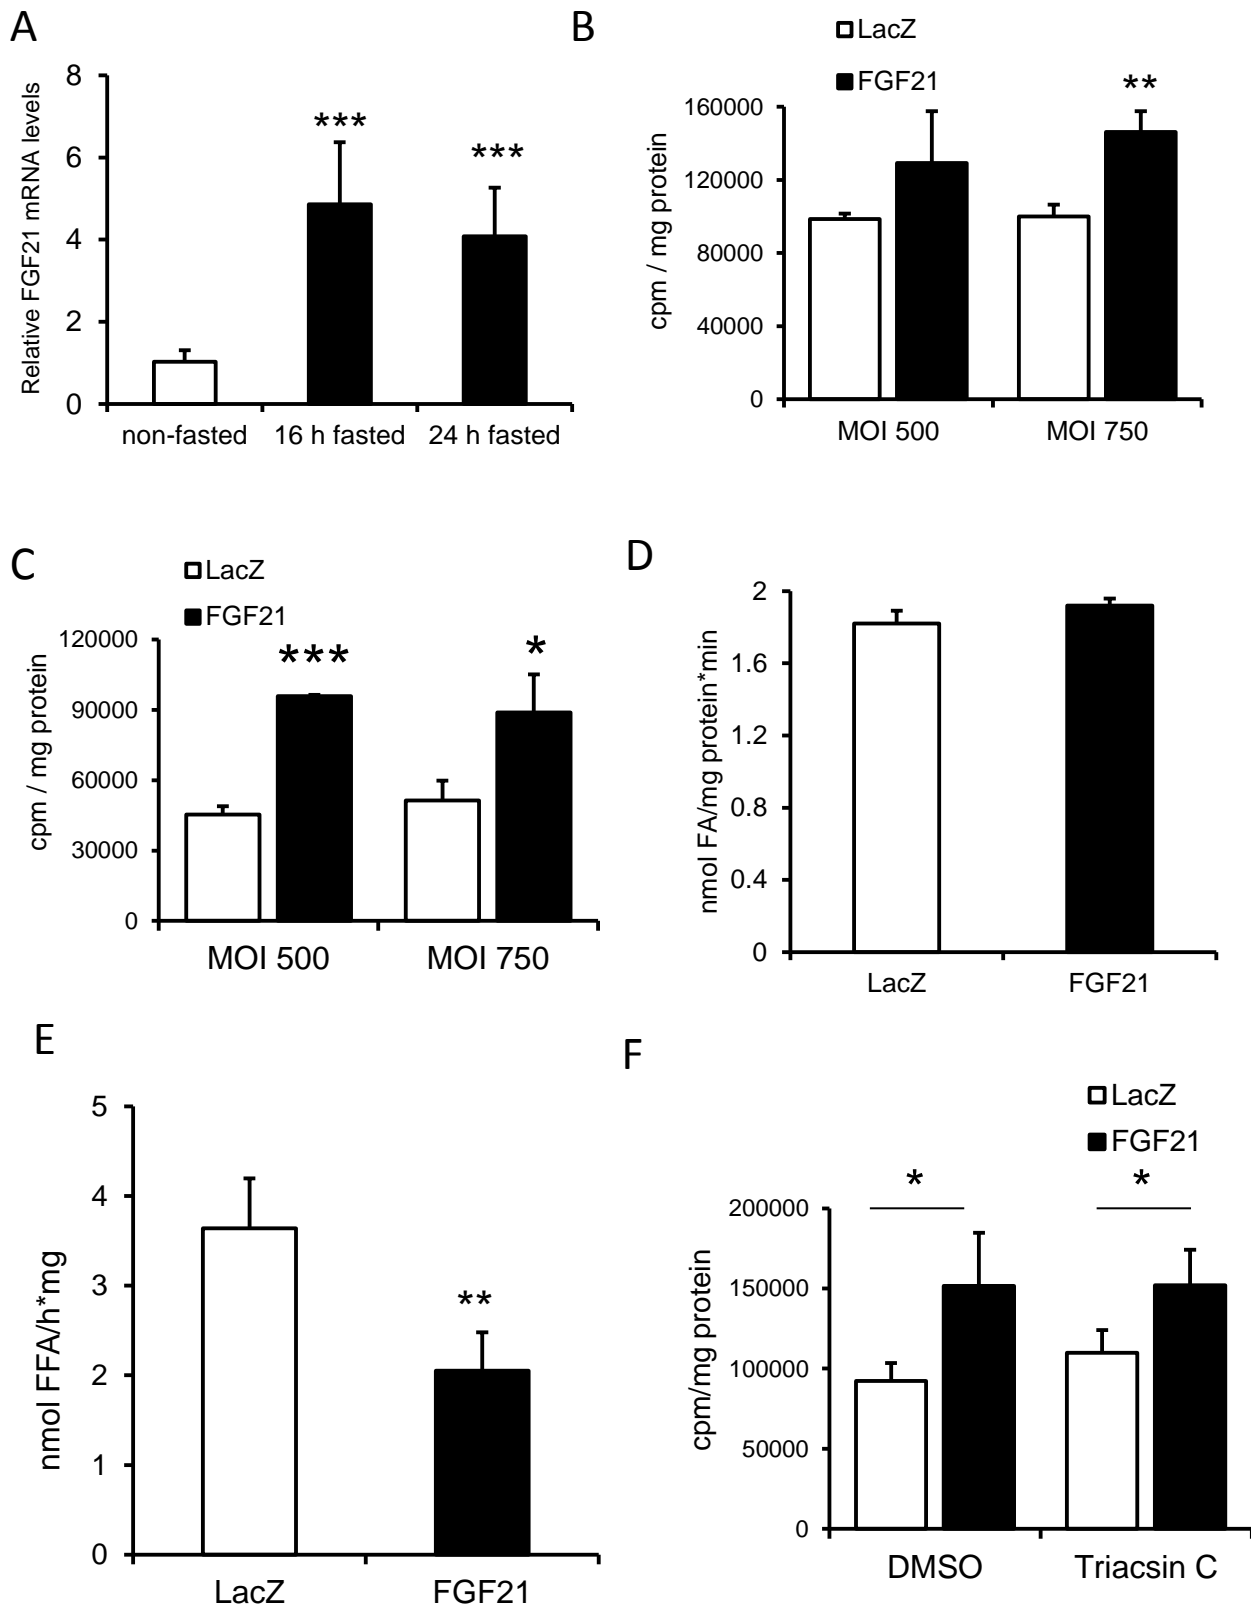 A
Relative FGF21 mRNA levels
8
6
4
2
0
***
***
non-fasted
16 h fasted
24 h fasted
B
LacZ
FGF21
**
cpm / mg protein
160000
120000
80000
40000
0
MOI 500
MOI 750
C
LacZ
FGF21
cpm / mg protein
120000
90000
60000
30000
0
***
*
MOI 500
MOI 750
D
nmol FA/mg protein*min
2
1.6
1.2
0.8
0.4
0
LacZ
FGF21
E
nmol FFA/h*mg
5
4
3
2
1
0
**
LacZ
FGF21
F
LacZ
FGF21
*
*
cpm/mg protein
200000
150000
100000
50000
0
DMSO
Triacsin C